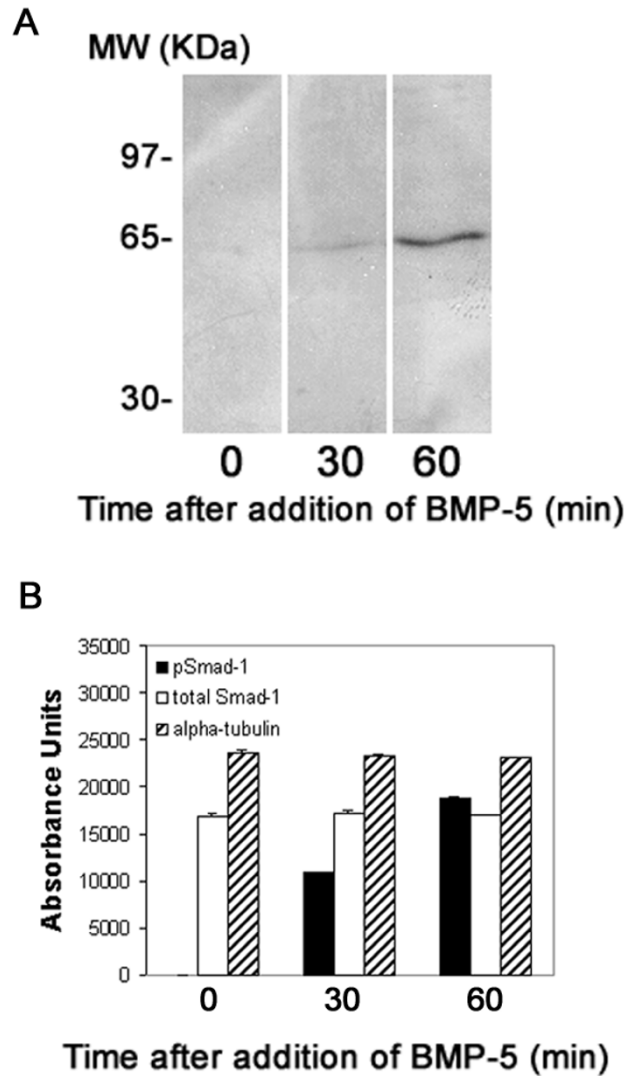 A
MW (KDa)
97-
65-
30-
0 30 60
Time after addition of BMP-5 (min)
B
35000
30000
25000
20000
15000
10000
5000
0
Absorbance Units
pSmad-1
total Smad-1
alpha-tubulin
0 30 60
Time after addition of BMP-5 (min)